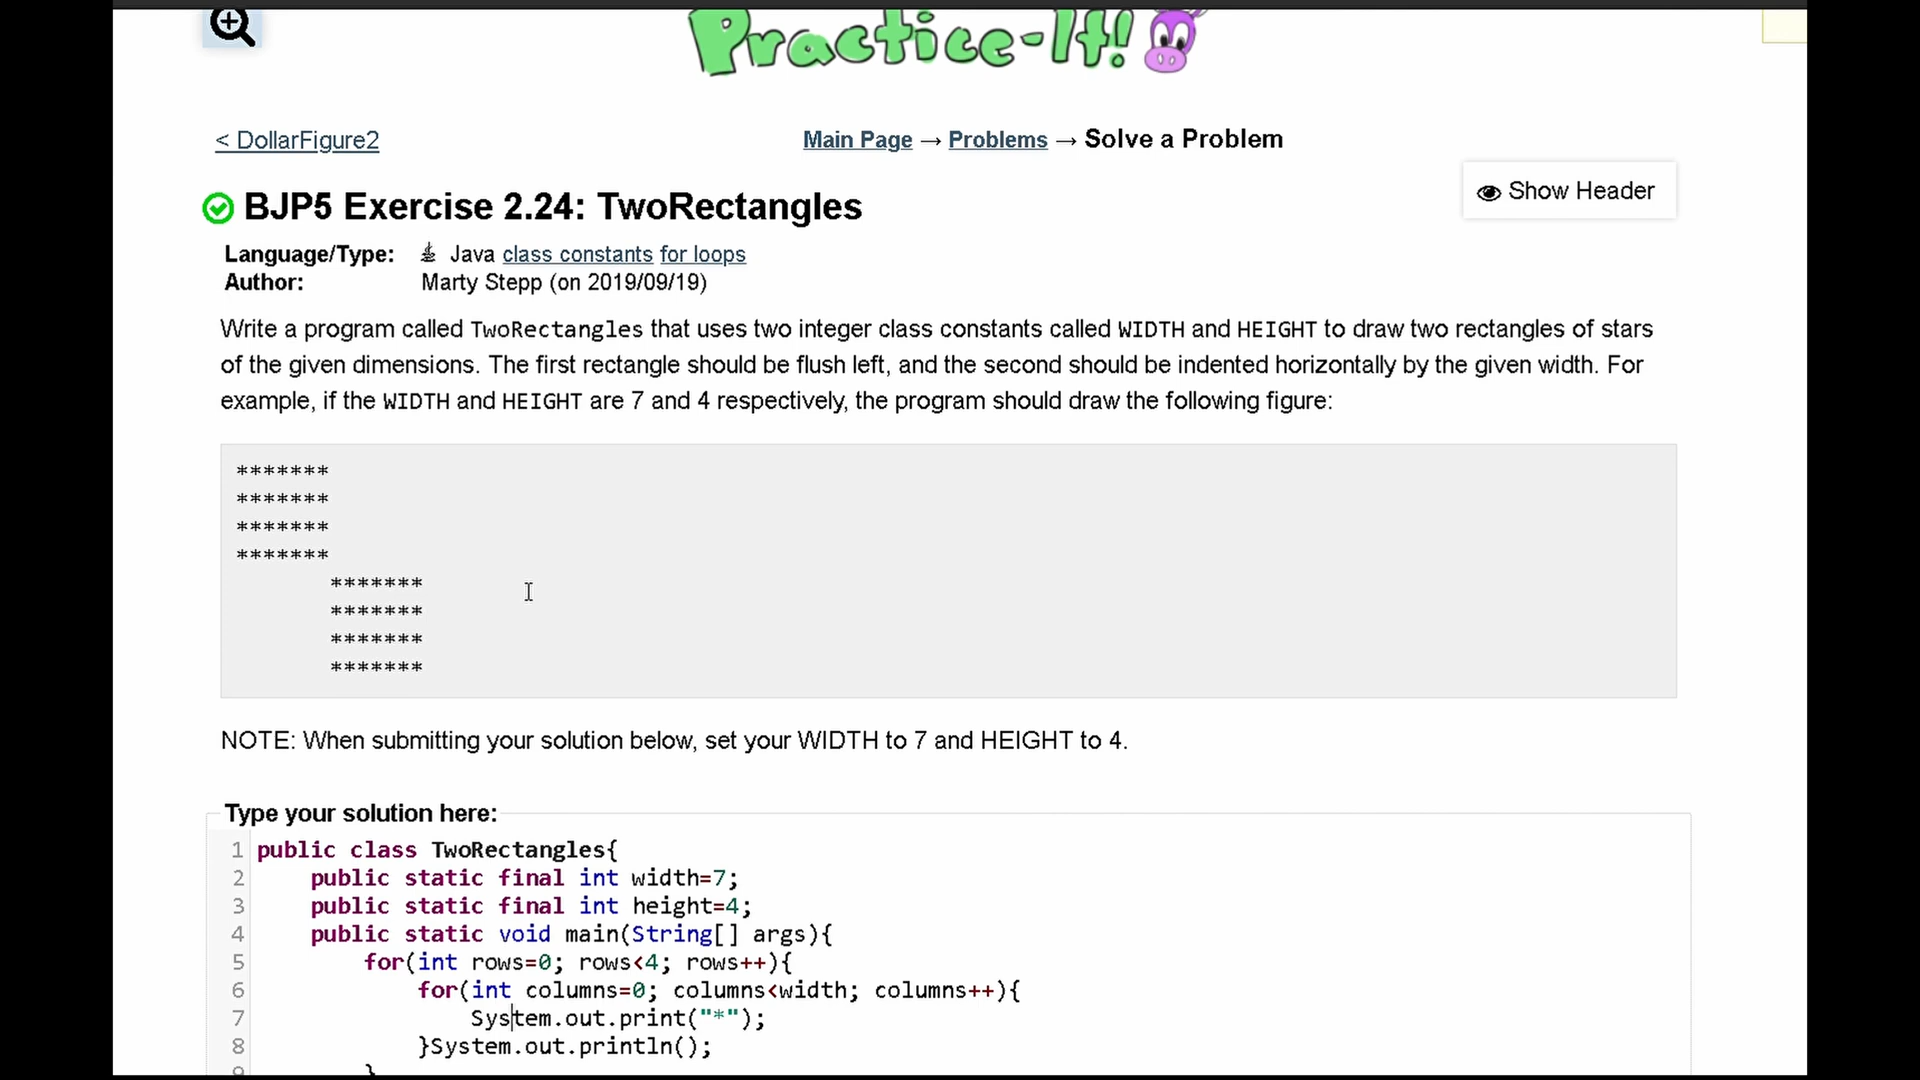 Practice-It!
< DollarFigure2
Main Page → Problems → Solve a Problem
Show Header
BJP5 Exercise 2.24: TwoRectangles
Language/Type: Java class constants for loops
Author: Marty Stepp (on 2019/09/19)
Write a program called TwoRectangles that uses two integer class constants called WIDTH and HEIGHT to draw two rectangles of stars
of the given dimensions. The first rectangle should be flush left, and the second should be indented horizontally by the given width. For
example, if the WIDTH and HEIGHT are 7 and 4 respectively, the program should draw the following figure:
*******
*******
*******
*******
       *******
       *******
       *******
       *******
NOTE: When submitting your solution below, set your WIDTH to 7 and HEIGHT to 4.
Type your solution here:
1 public class TwoRectangles{
2     public static final int width=7;
3     public static final int height=4;
4     public static void main(String[] args){
5         for(int rows=0; rows<4; rows++){
6             for(int columns=0; columns<width; columns++){
7                 System.out.print("*");
8             }System.out.println();
9         }